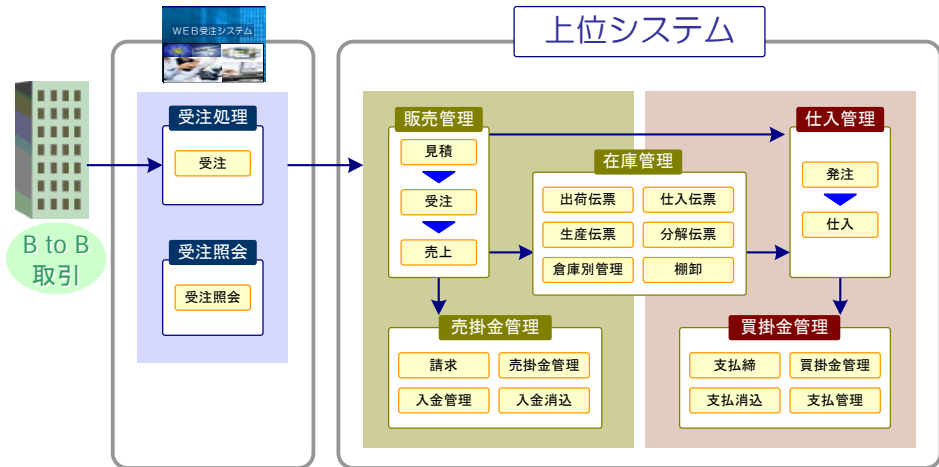 WEB受注システム
上位システム
B to B
取引
受注処理
受注
受注照会
受注照会
販売管理
見積
受注
売上
在庫管理
出荷伝票
仕入伝票
生産伝票
分解伝票
倉庫別管理
棚卸
仕入管理
発注
仕入
売掛金管理
請求
売掛金管理
入金管理
入金消込
買掛金管理
支払締
買掛金管理
支払消込
支払管理